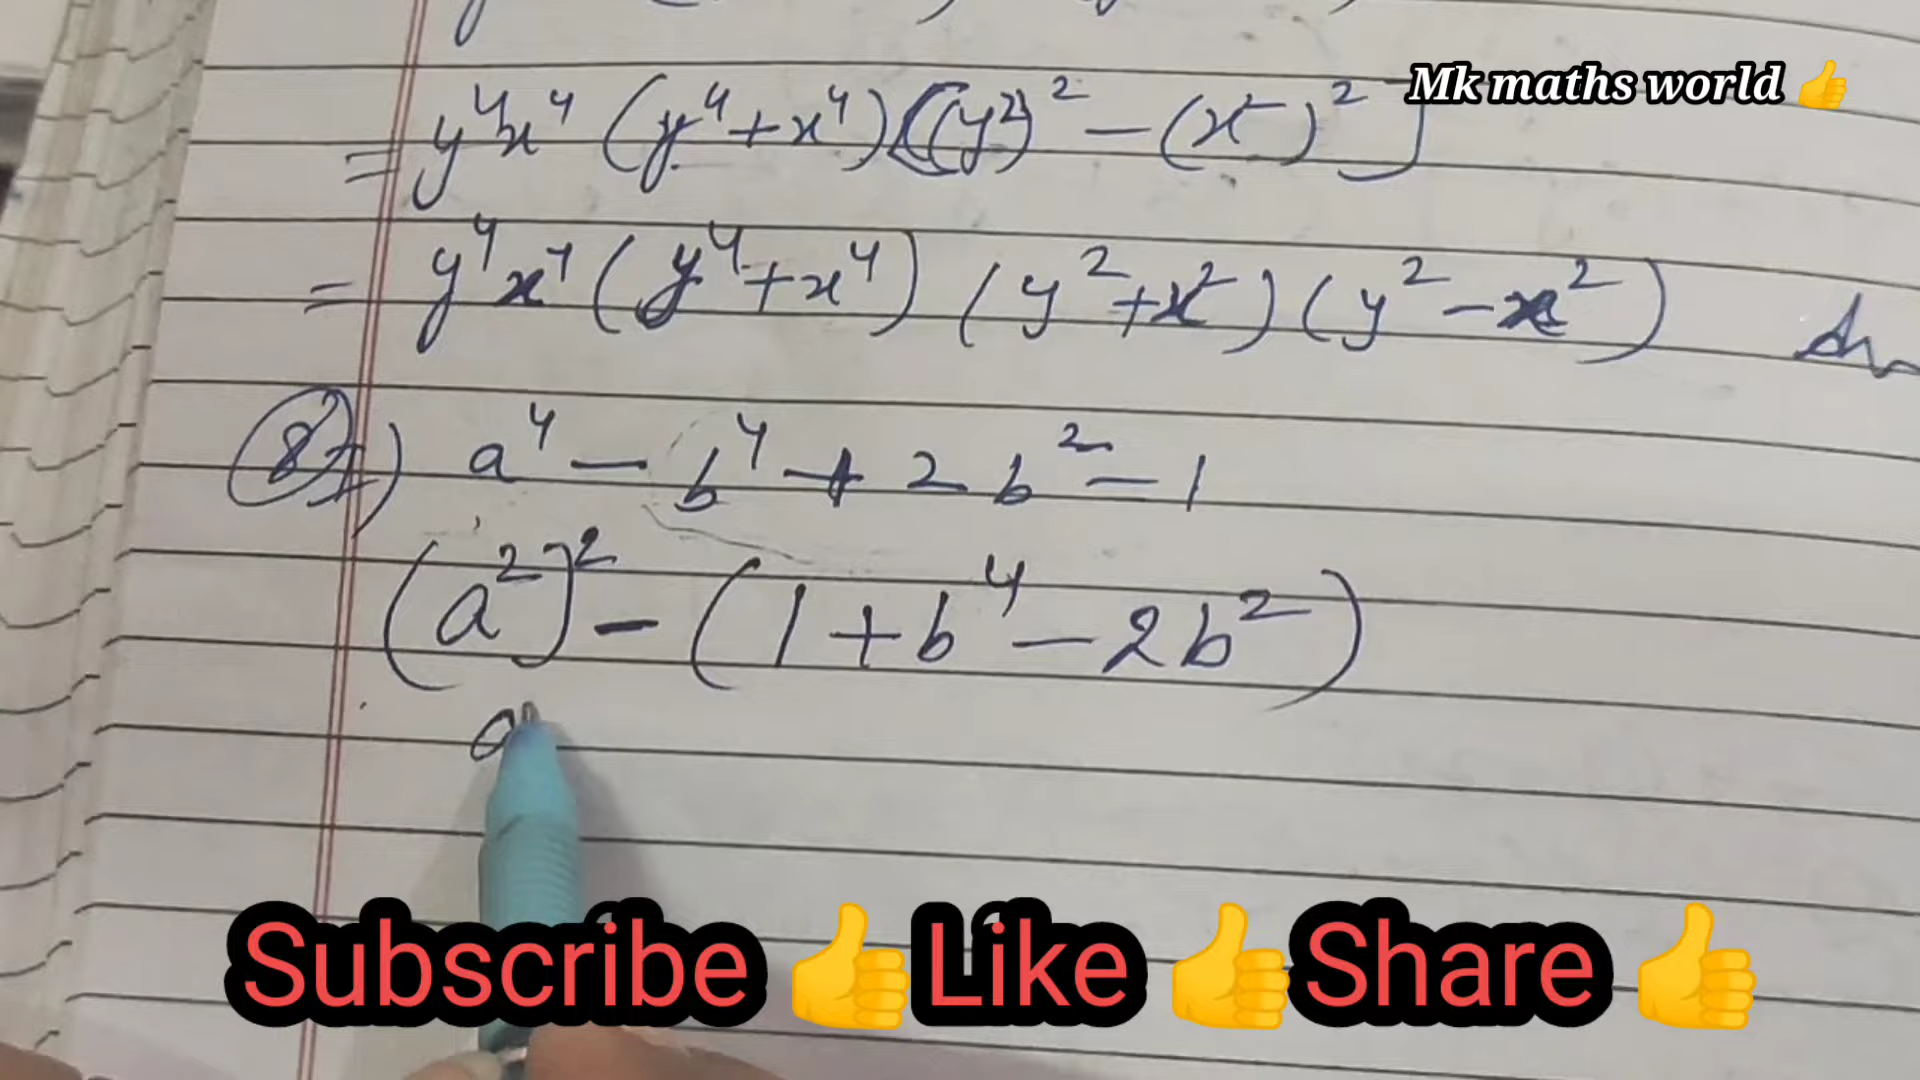 Mk maths world 👍
= y⁴x⁴ (y⁴+x⁴) [(y²)² − (x²)²]
= y⁴x⁴ (y⁴+x⁴) (y²+x²) (y²−x²) An
8 I) a⁴ − b⁴ + 2b² − 1
(a²)² − (1 + b⁴ − 2b²)
a
Subscribe 👍 Like 👍 Share 👍